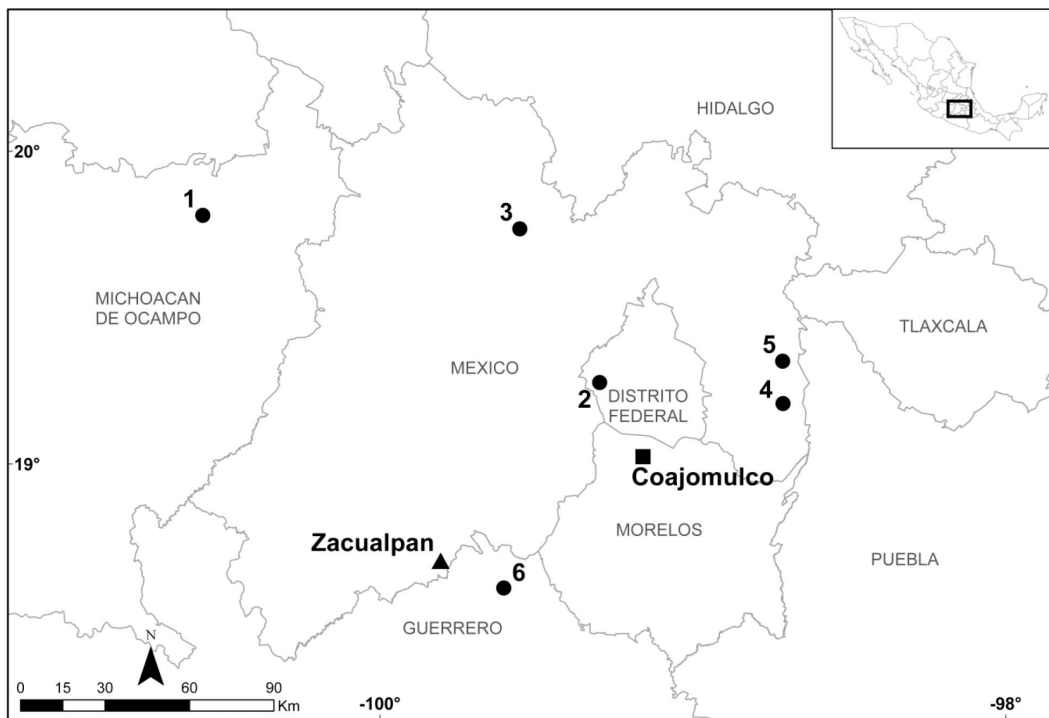 HIDALGO
20°
1
3
MICHOACAN
DE OCAMPO
TLAXCALA
5
MEXICO
4
2
DISTRITO
FEDERAL
19°
Coajomulco
MORELOS
Zacualpan
PUEBLA
6
GUERRERO
N
0 15 30 60 90
Km
-100°
-98°